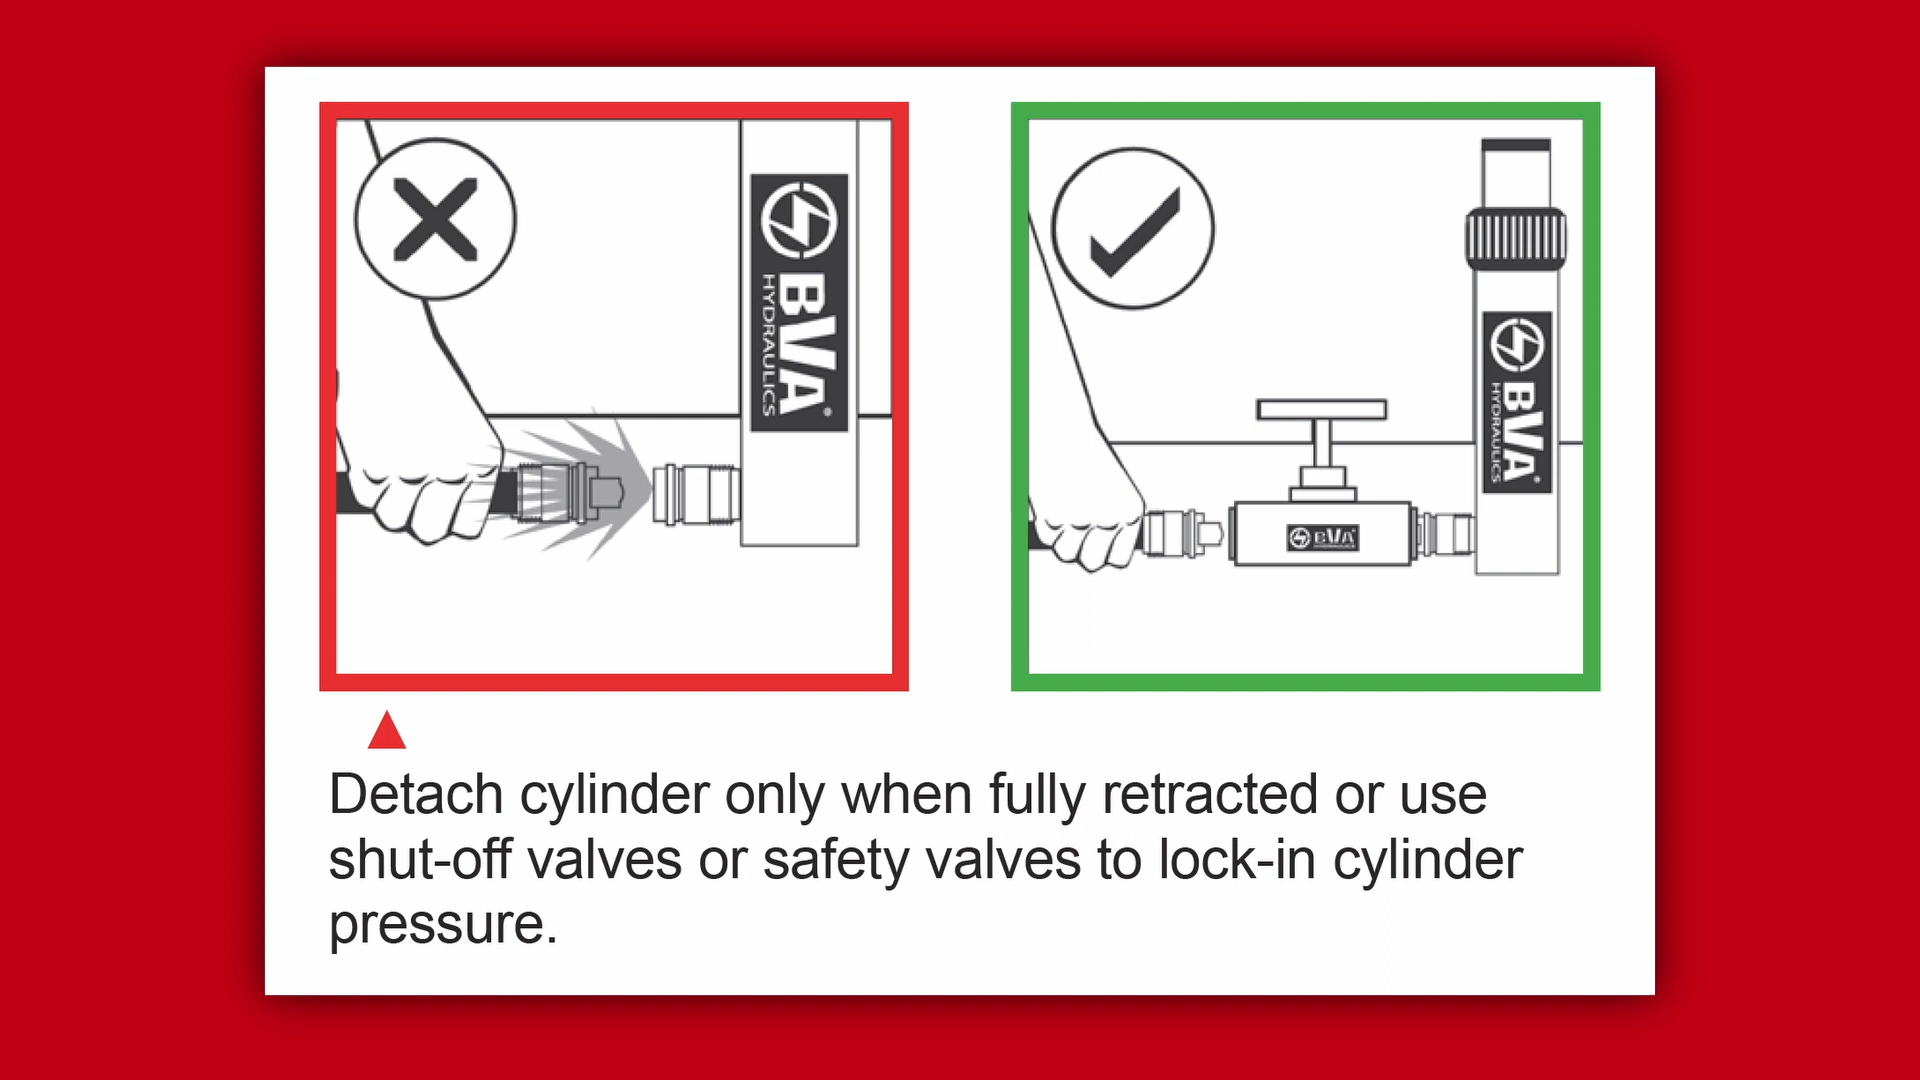 BVA®
HYDRAULICS
BVA
HYDRAULICS
BVA®
HYDRAULICS
Detach cylinder only when fully retracted or use
shut-off valves or safety valves to lock-in cylinder
pressure.